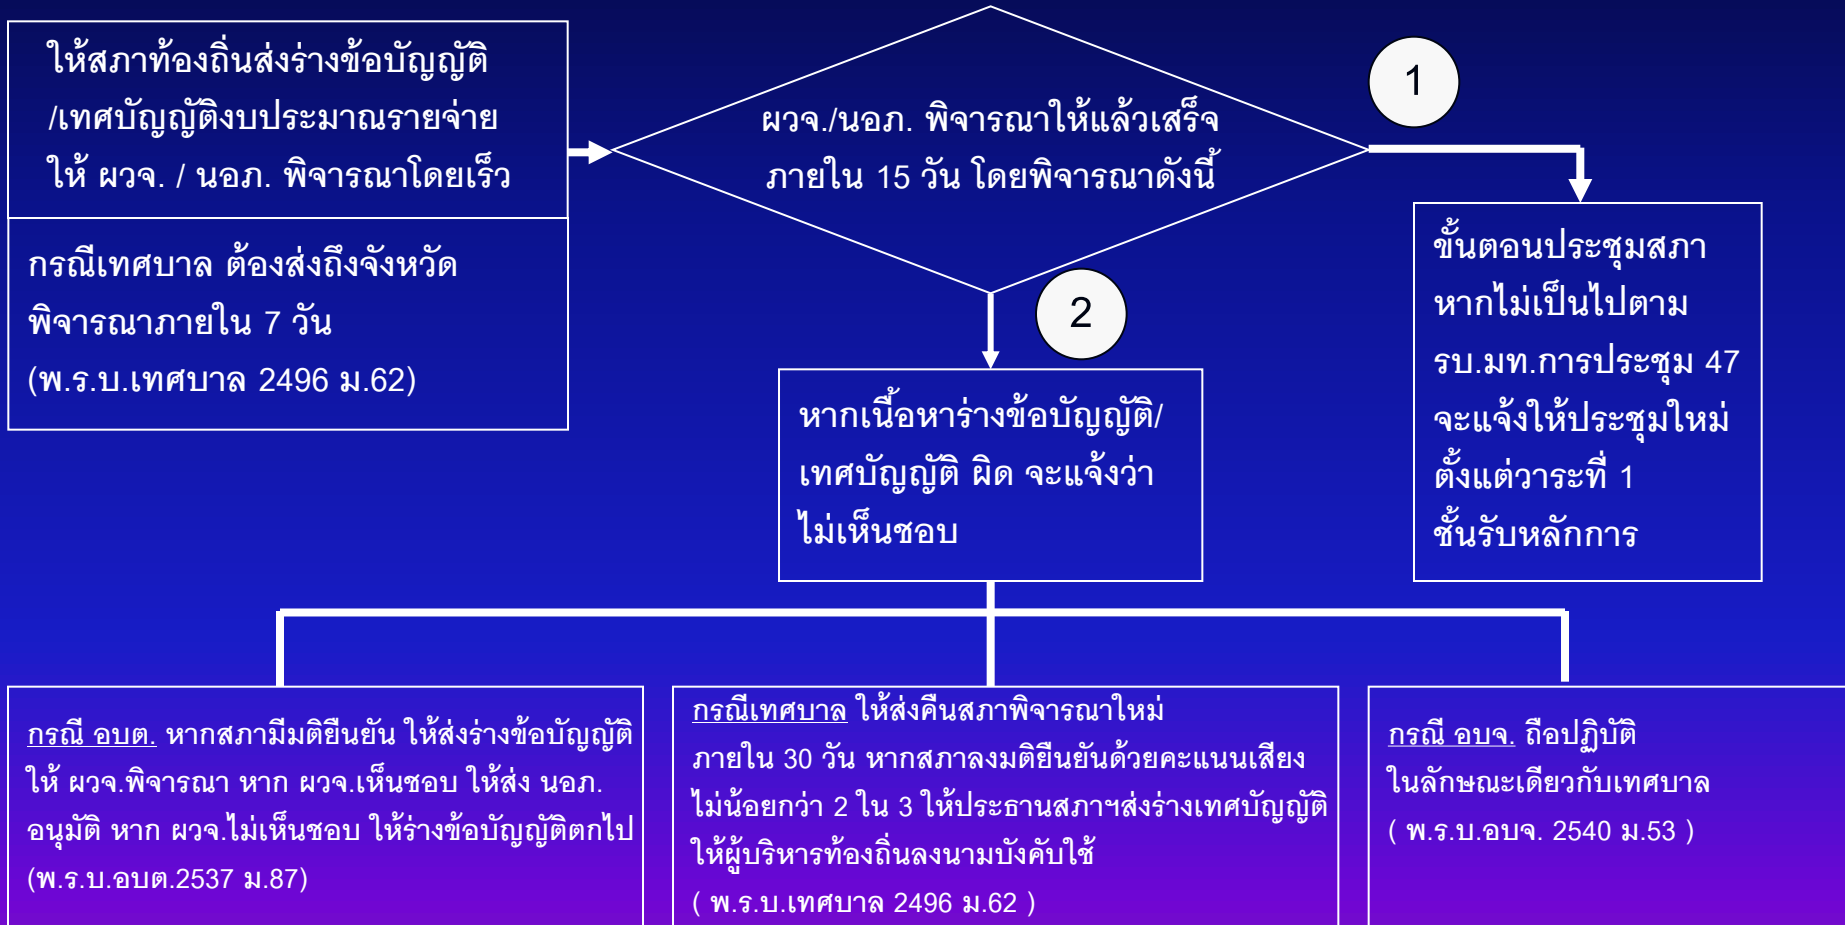 ให้สภาท้องถิ่นส่งร่างข้อบัญญัติ
/เทศบัญญัติงบประมาณรายจ่าย
ให้ ผวจ. / นอภ. พิจารณาโดยเร็ว
กรณีเทศบาล ต้องส่งถึงจังหวัด
พิจารณาภายใน 7 วัน
(พ.ร.บ.เทศบาล 2496 ม.62)
ผวจ./นอภ. พิจารณาให้แล้วเสร็จ
ภายใน 15 วัน โดยพิจารณาดังนี้
1
ขั้นตอนประชุมสภา
หากไม่เป็นไปตาม
รบ.มท.การประชุม 47
จะแจ้งให้ประชุมใหม่
ตั้งแต่วาระที่ 1
ชั้นรับหลักการ
2
หากเนื้อหาร่างข้อบัญญัติ/
เทศบัญญัติ ผิด จะแจ้งว่า
ไม่เห็นชอบ
กรณี อบต. หากสภามีมติยืนยัน ให้ส่งร่างข้อบัญญัติ
ให้ ผวจ.พิจารณา หาก ผวจ.เห็นชอบ ให้ส่ง นอภ.
อนุมัติ หาก ผวจ.ไม่เห็นชอบ ให้ร่างข้อบัญญัติตกไป
(พ.ร.บ.อบต.2537 ม.87)
กรณีเทศบาล ให้ส่งคืนสภาพิจารณาใหม่
ภายใน 30 วัน หากสภาลงมติยืนยันด้วยคะแนนเสียง
ไม่น้อยกว่า 2 ใน 3 ให้ประธานสภาฯส่งร่างเทศบัญญัติ
ให้ผู้บริหารท้องถิ่นลงนามบังคับใช้
( พ.ร.บ.เทศบาล 2496 ม.62 )
กรณี อบจ. ถือปฏิบัติ
ในลักษณะเดียวกับเทศบาล
( พ.ร.บ.อบจ. 2540 ม.53 )